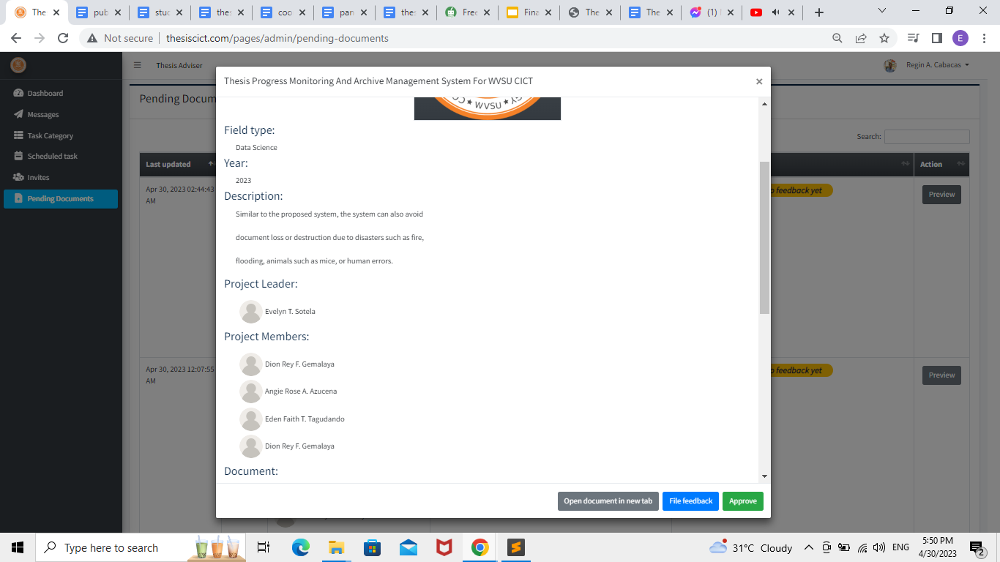 The
pub
stuc
thes
coo
pan
thes
Free
Fina
The
The
(1)
Not secure
thesiscict.com/pages/admin/pending-documents
E
Thesis Adviser
Regin A. Cabacas
Dashboard
Messages
Task Category
Scheduled task
Invites
Pending Documents
Pending Docum
Search:
Last updated
Action
Apr 30, 2023 02:44:43
AM
o feedback yet
Preview
Apr 30, 2023 12:07:55
AM
o feedback yet
Preview
Thesis Progress Monitoring And Archive Management System For WVSU CICT
×
WVSU
Field type:
Data Science
Year:
2023
Description:
Similar to the proposed system, the system can also avoid
document loss or destruction due to disasters such as fire,
flooding, animals such as mice, or human errors.
Project Leader:
Evelyn T. Sotela
Project Members:
Dion Rey F. Gemalaya
Angie Rose A. Azucena
Eden Faith T. Tagudando
Dion Rey F. Gemalaya
Document:
Open document in new tab
File feedback
Approve
Type here to search
31°C Cloudy
ENG
5:50 PM
4/30/2023
2